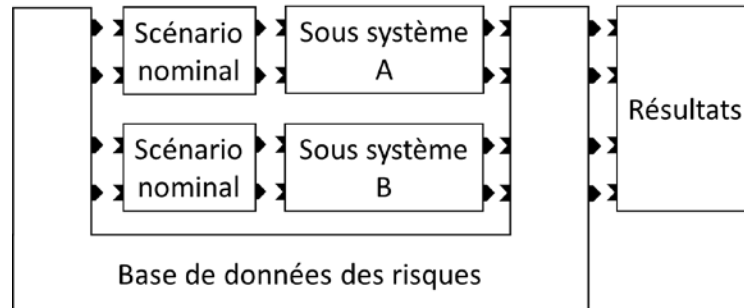 Scénario
nominal
Sous système
A
Scénario
nominal
Sous système
B
Résultats
Base de données des risques